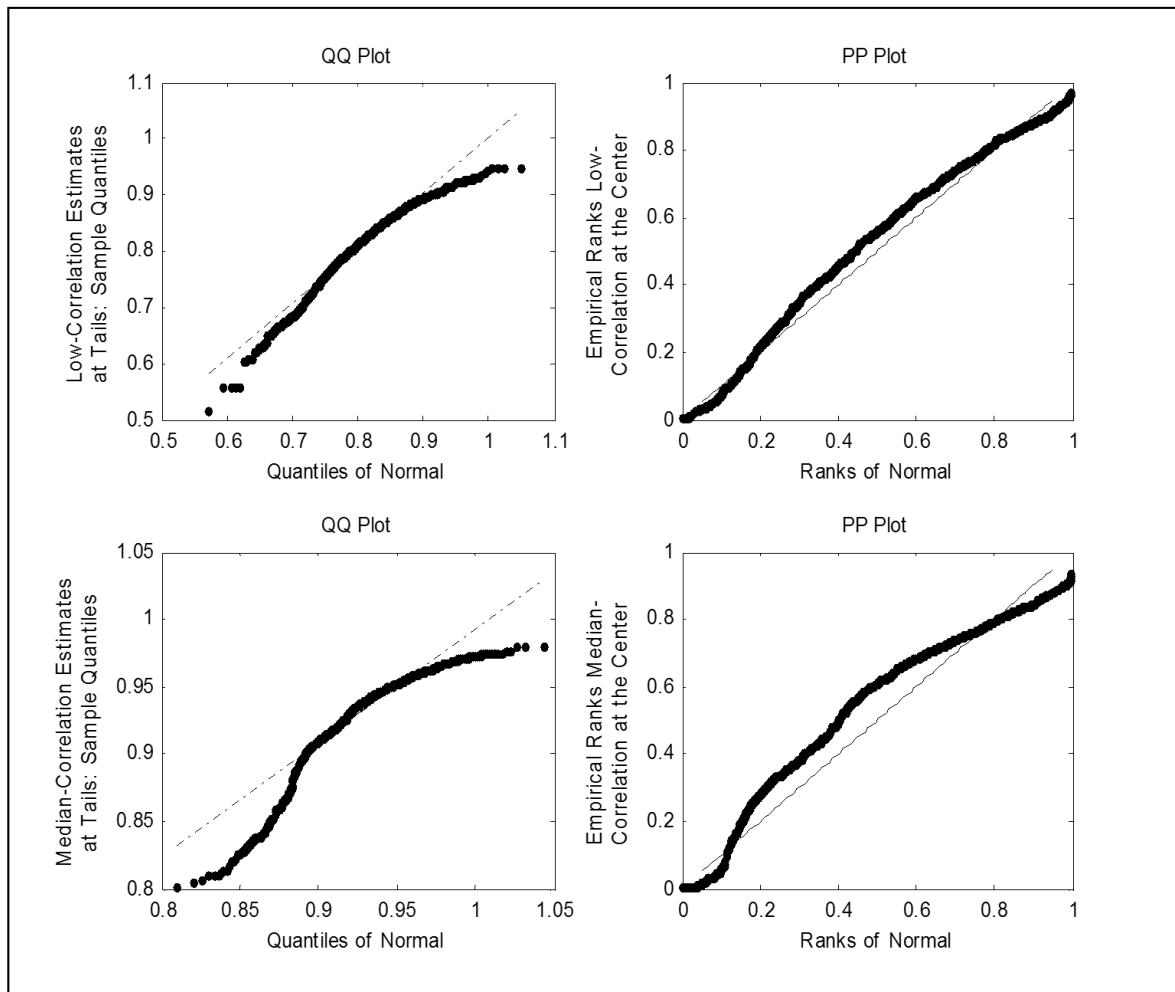 QQ Plot
1.1
1
0.9
0.8
0.7
0.6
0.5
0.5 0.6 0.7 0.8 0.9 1 1.1
Quantiles of Normal
Low-Correlation Estimates
at Tails: Sample Quantiles
PP Plot
1
0.8
0.6
0.4
0.2
0
0 0.2 0.4 0.6 0.8 1
Ranks of Normal
Empirical Ranks Low-
Correlation at the Center
QQ Plot
1.05
1
0.95
0.9
0.85
0.8
0.8 0.85 0.9 0.95 1 1.05
Quantiles of Normal
Median-Correlation Estimates
at Tails: Sample Quantiles
PP Plot
1
0.8
0.6
0.4
0.2
0
0 0.2 0.4 0.6 0.8 1
Ranks of Normal
Empirical Ranks Median-
Correlation at the Center